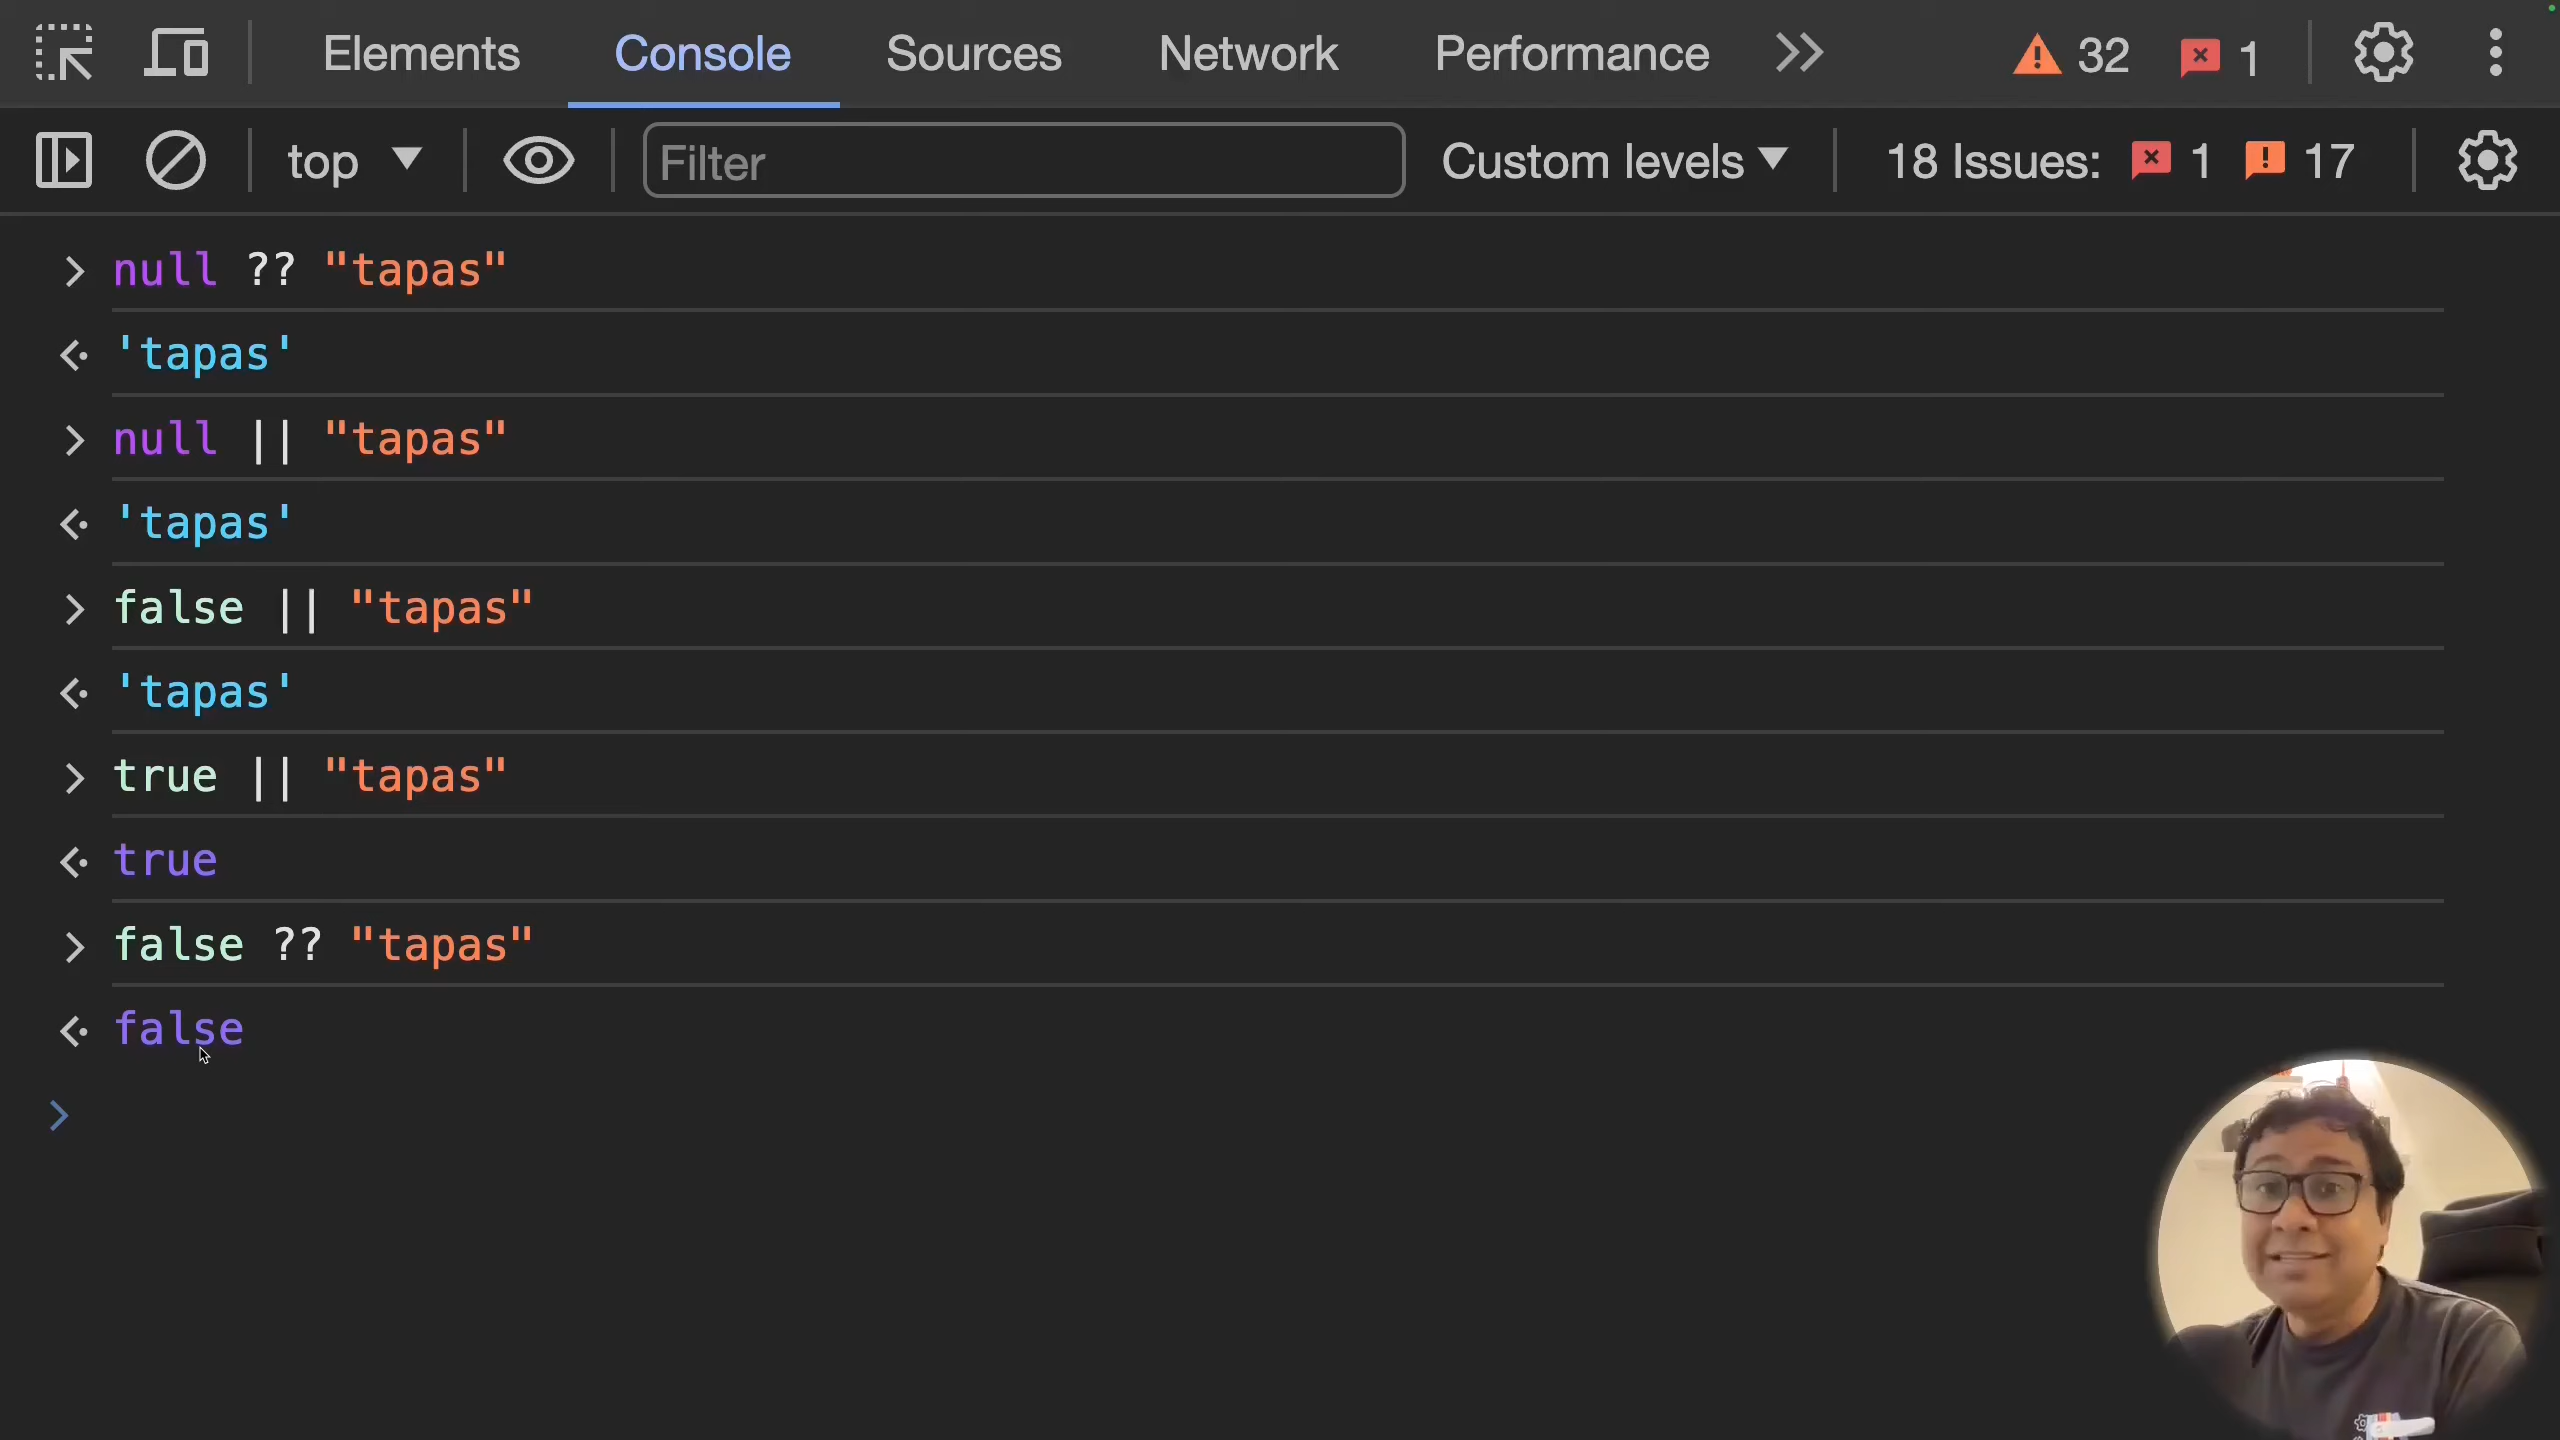 Elements Console Sources Network Performance 32 1
top Filter Custom levels 18 Issues: 1 17
> null ?? "tapas"
'tapas'
> null || "tapas"
'tapas'
> false || "tapas"
'tapas'
> true || "tapas"
true
> false ?? "tapas"
false
>